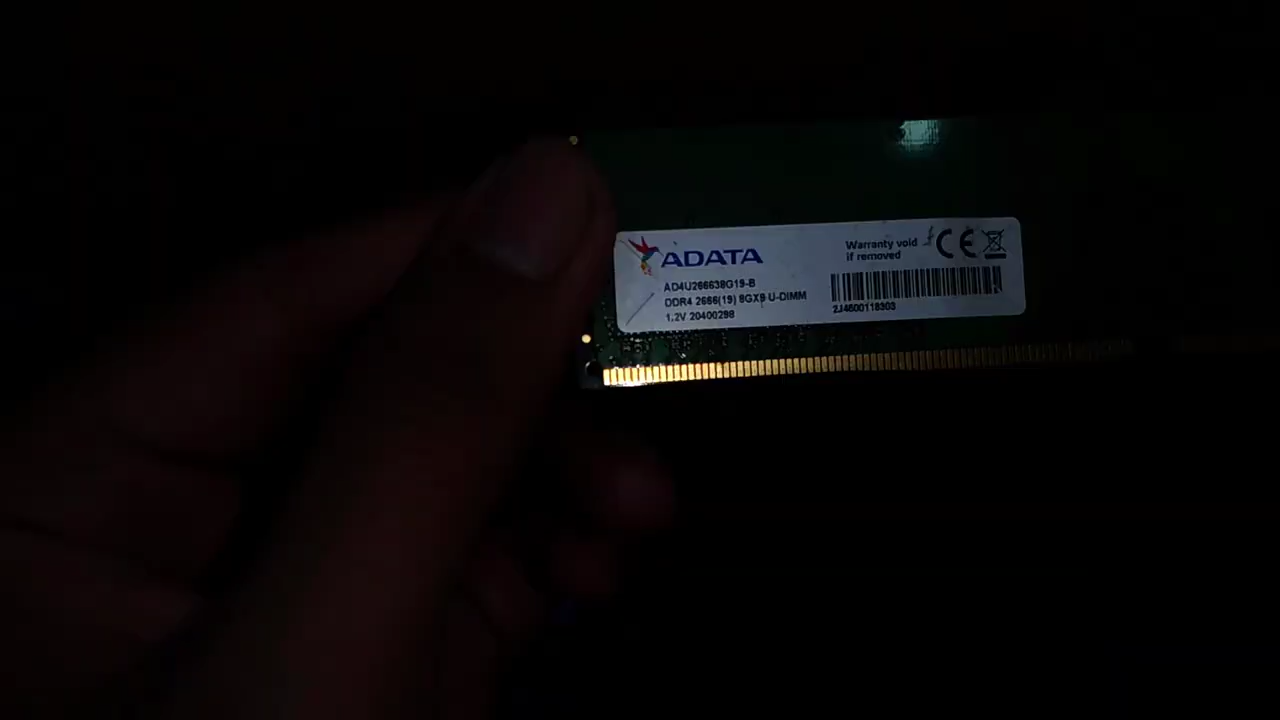 ADATA
AD4U266638G19-B
DDR4 2666(19) 8GX8 U-DIMM
1.2V 20400298
Warranty void
if removed
CE
2J4600118303